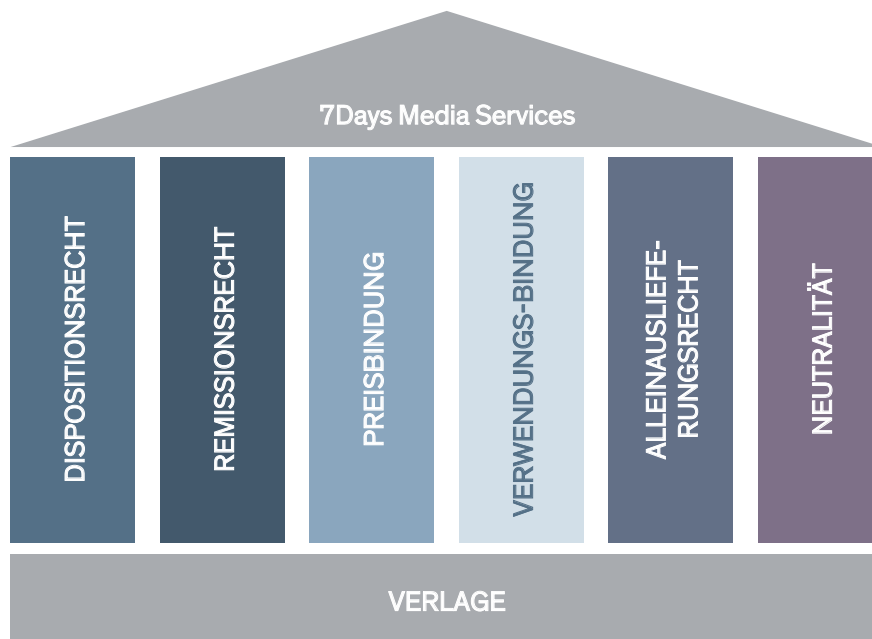 7Days Media Services
DISPOSITIONSRECHT
REMISSIONSRECHT
PREISBINDUNG
VERWENDUNGS-BINDUNG
ALLEINAUSLIEFE-
RUNGSRECHT
NEUTRALITÄT
VERLAGE